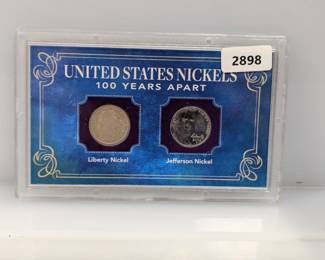 2898
UNITED STATES NICKELS
100 YEARS APART
Liberty Nickel
Jefferson Nickel